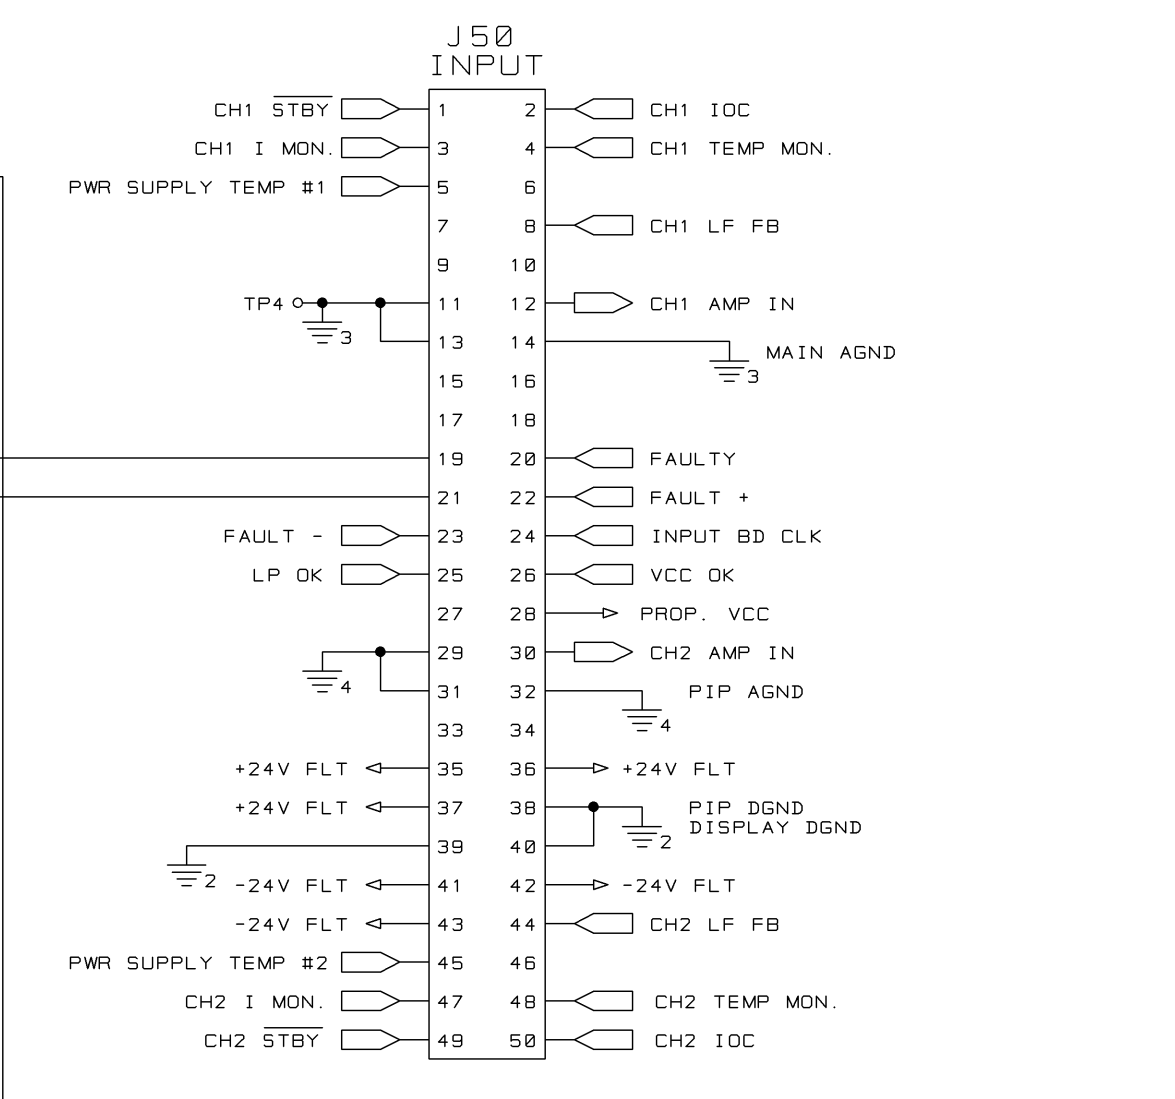 J50
INPUT
CH1 STBY 1 2 CH1 IOC
CH1 I MON. 3 4 CH1 TEMP MON.
PWR SUPPLY TEMP #1 5 6
7 8 CH1 LF FB
9 10
TP4 11 12 CH1 AMP IN
3 13 14 MAIN AGND
15 16 3
17 18
19 20 FAULTY
21 22 FAULT +
FAULT - 23 24 INPUT BD CLK
LP OK 25 26 VCC OK
27 28 PROP. VCC
29 30 CH2 AMP IN
4 31 32 PIP AGND
33 34 4
+24V FLT 35 36 +24V FLT
+24V FLT 37 38 PIP DGND
DISPLAY DGND
39 40 2
2 -24V FLT 41 42 -24V FLT
-24V FLT 43 44 CH2 LF FB
PWR SUPPLY TEMP #2 45 46
CH2 I MON. 47 48 CH2 TEMP MON.
CH2 STBY 49 50 CH2 IOC